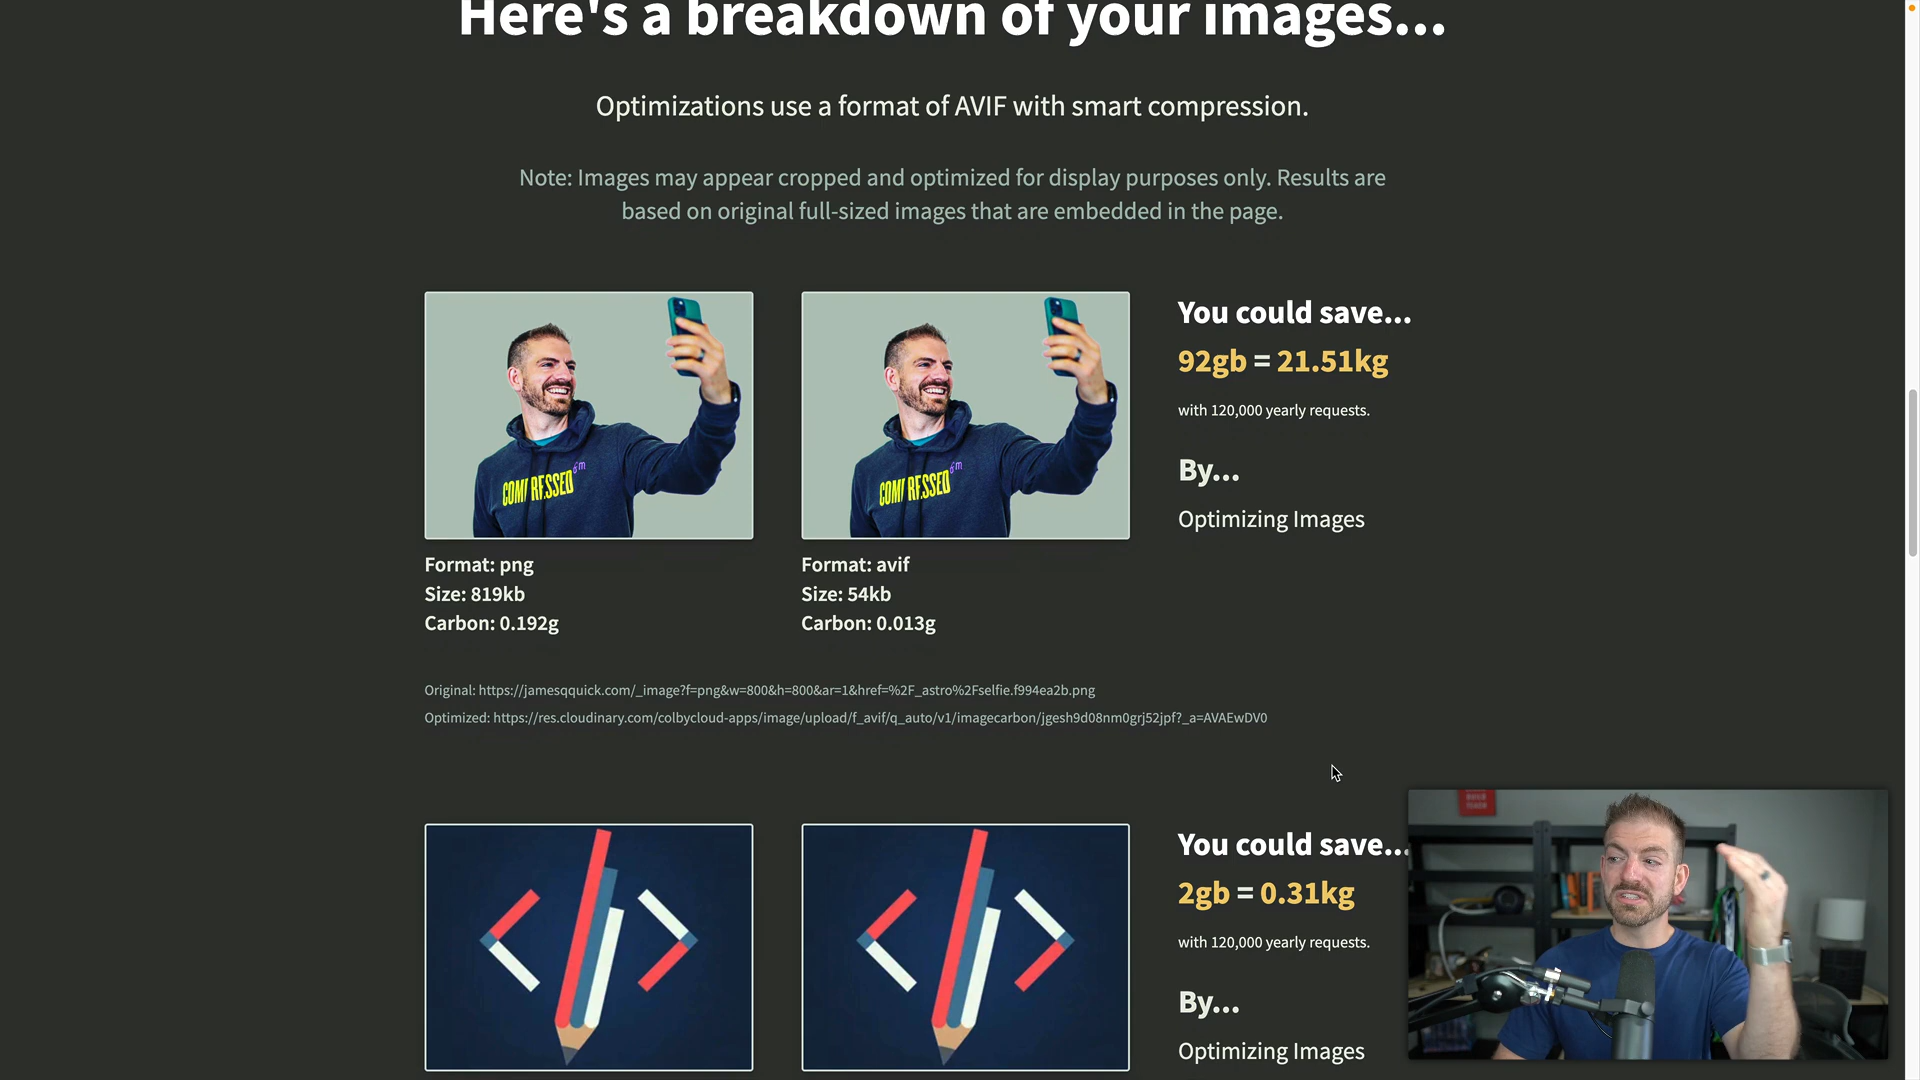 Here's a breakdown of your images...
Optimizations use a format of AVIF with smart compression.
Note: Images may appear cropped and optimized for display purposes only. Results are
based on original full-sized images that are embedded in the page.
COMPRESSED
fm
COMPRESSED
fm
You could save...
92gb = 21.51kg
with 120,000 yearly requests.
By...
Optimizing Images
Format: png
Size: 819kb
Carbon: 0.192g
Format: avif
Size: 54kb
Carbon: 0.013g
Original: https://jamesqquick.com/_image?f=png&w=800&h=800&ar=1&href=%2F_astro%2Fselfie.f994ea2b.png
Optimized: https://res.cloudinary.com/colbycloud-apps/image/upload/f_avif/q_auto/v1/imagecarbon/jgesh9d08nm0grj52jpf?_a=AVAEwDV0
You could save...
2gb = 0.31kg
with 120,000 yearly requests.
By...
Optimizing Images